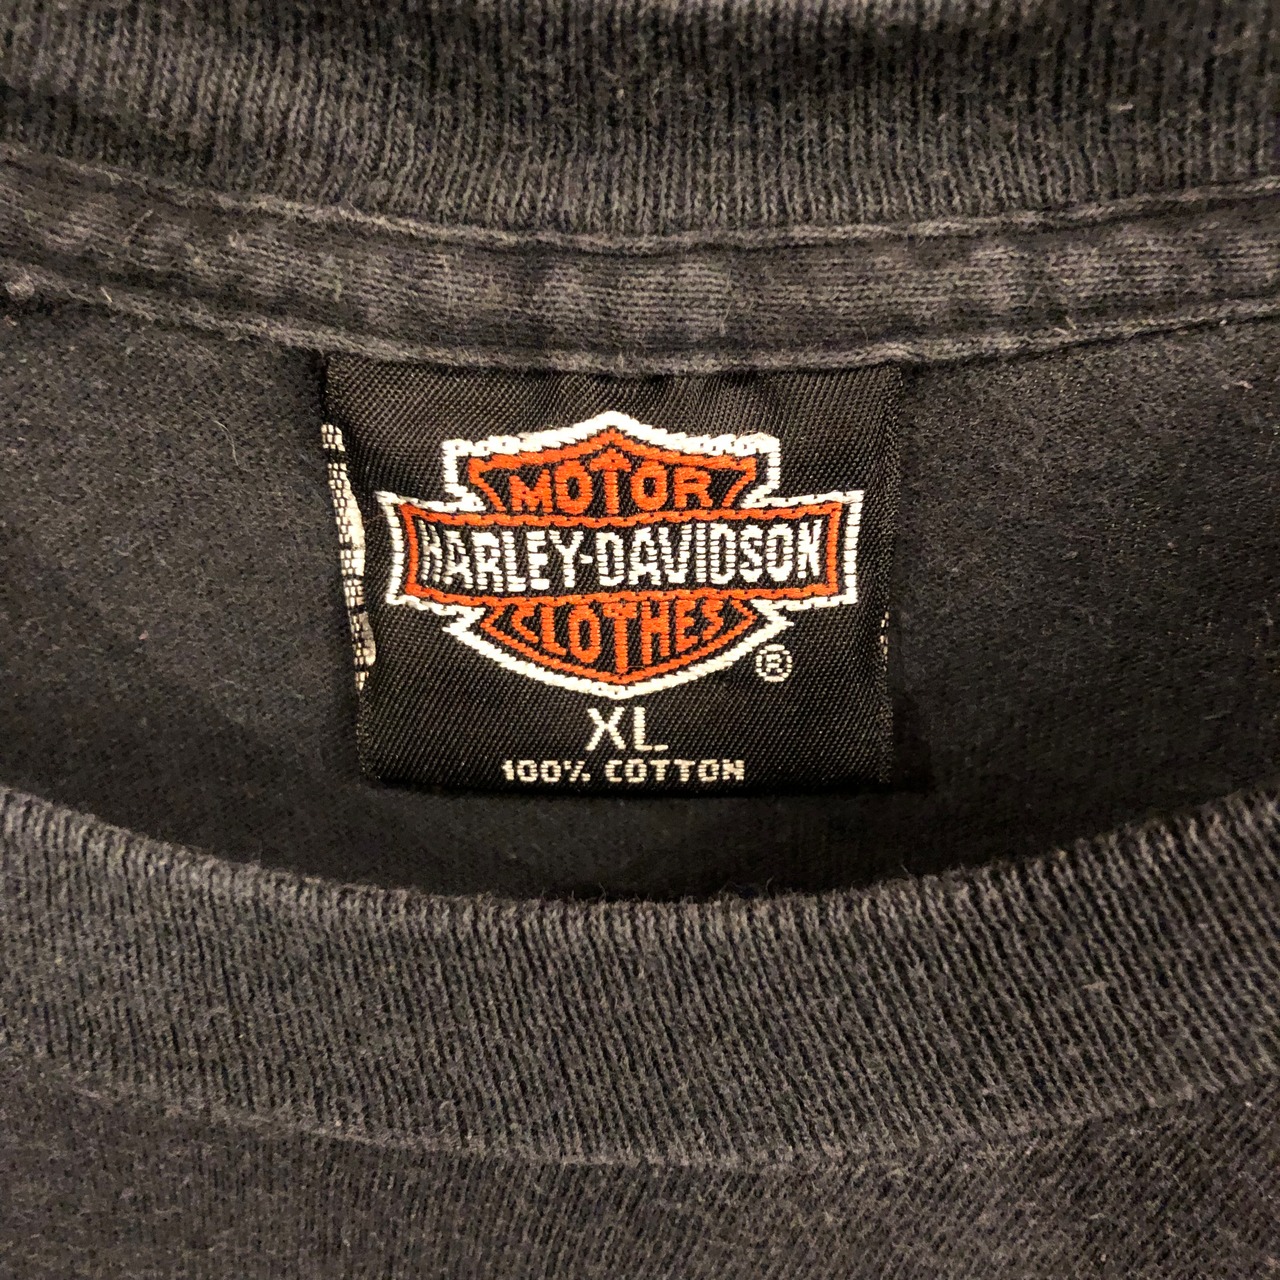 MOTOR
HARLEY-DAVIDSON
CLOTHES
®
XL
100% COTTON